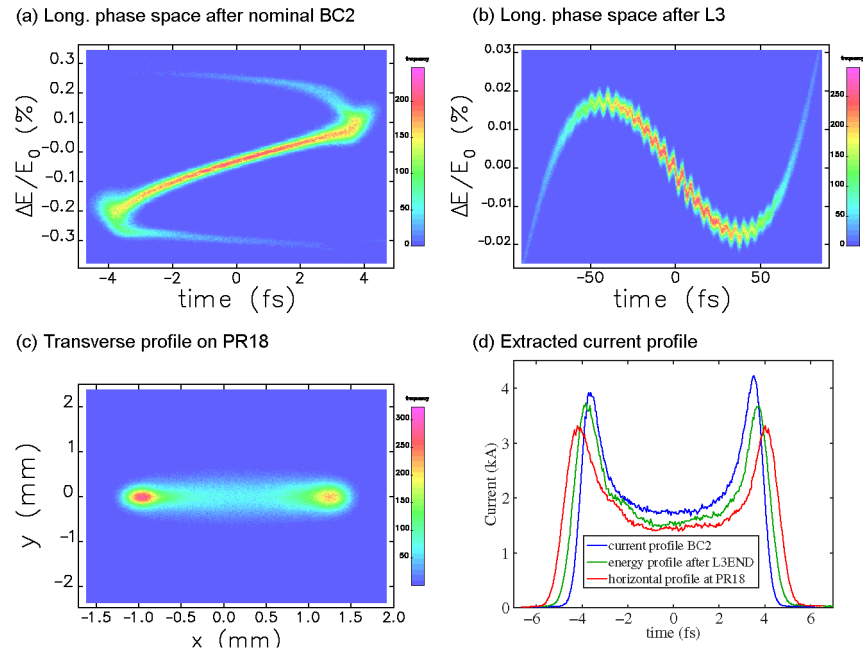 (a) Long. phase space after nominal BC2
frequency
0.3
0.2
0.1
-0.0
-0.1
-0.2
-0.3
ΔE/E₀ (%)
200
150
100
50
0
-4 -2 0 2 4
time (fs)
(b) Long. phase space after L3
frequency
0.03
0.02
0.01
0.00
-0.01
-0.02
ΔE/E₀ (%)
250
200
150
100
50
0
-50 0 50
time (fs)
(c) Transverse profile on PR18
frequency
2
1
0
-1
-2
y (mm)
300
250
200
150
100
50
0
-1.5 -1.0 -0.5 0.0 0.5 1.0 1.5 2.0
x (mm)
(d) Extracted current profile
4
3
2
1
0
Current (kA)
current profile BC2
energy profile after L3END
horizontal profile at PR18
-6 -4 -2 0 2 4 6
time (fs)